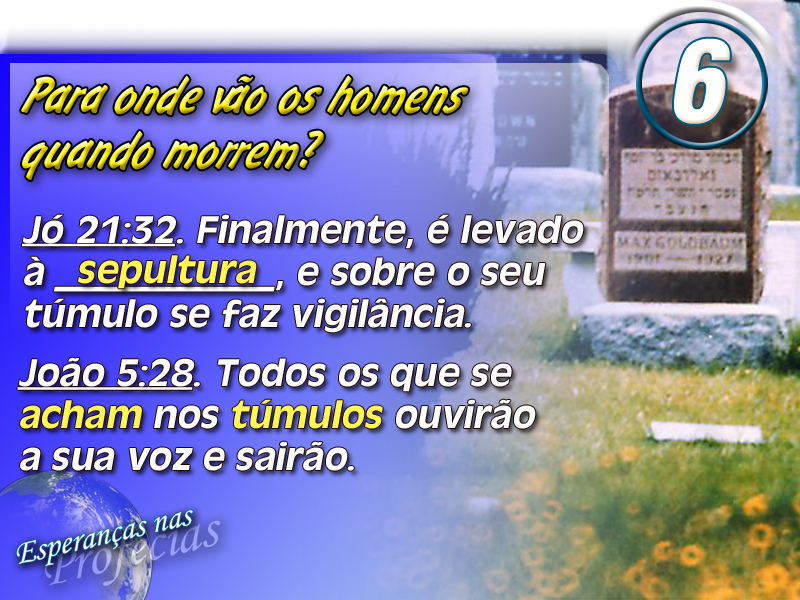 6
Para onde vão os homens
quando morrem?
Jó 21:32. Finalmente, é levado
à sepultura, e sobre o seu
túmulo se faz vigilância.
João 5:28. Todos os que se
acham nos túmulos ouvirão
a sua voz e sairão.
MAX GOLDBAUM
1901 1927
Esperanças nas
Profecias